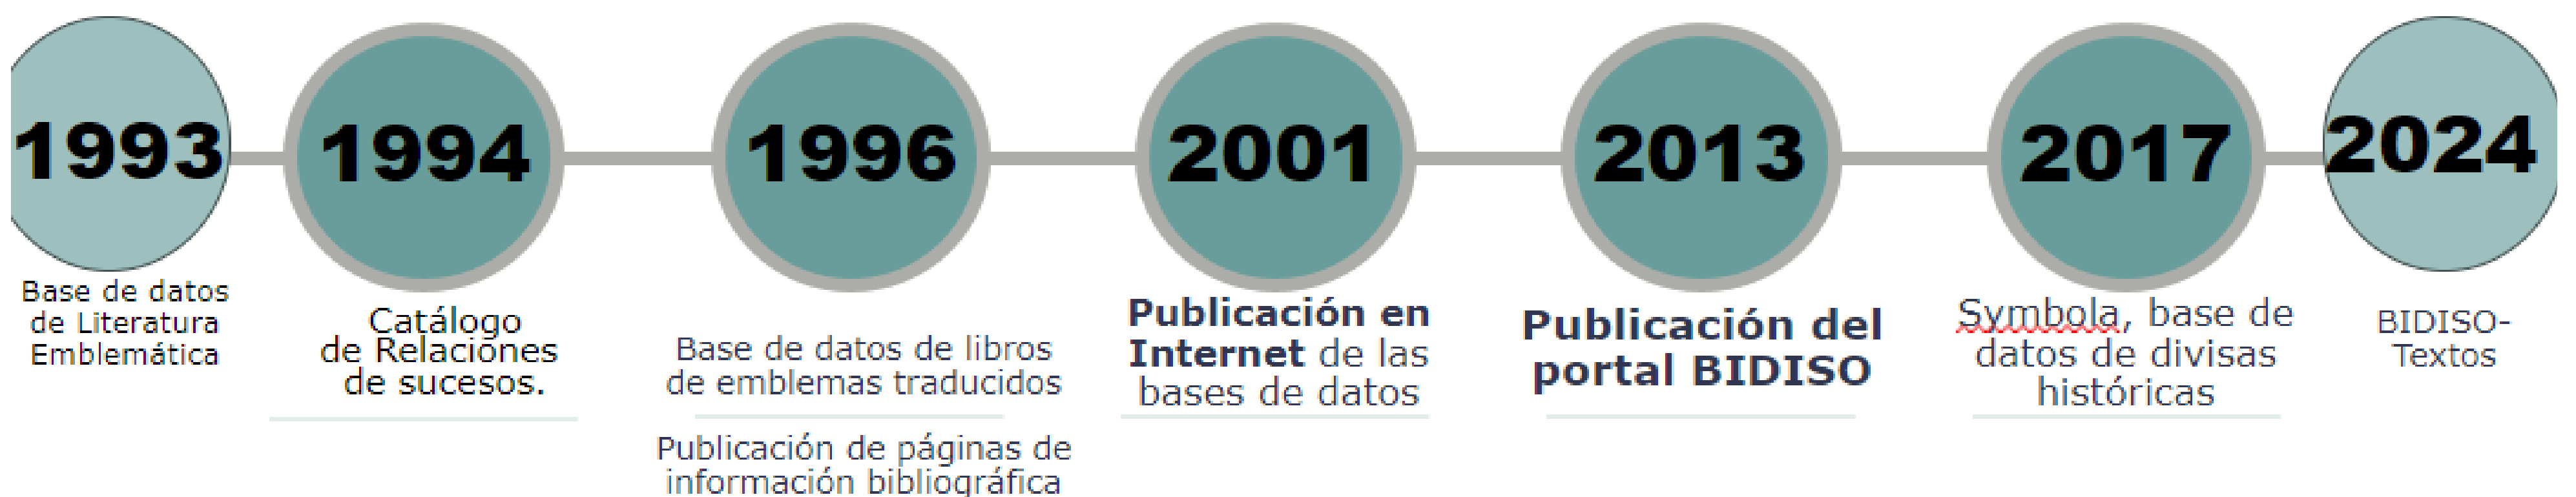 1993
Base de datos
de Literatura
Emblemática
1994
Catálogo
de Relaciones
de sucesos.
1996
Base de datos de libros
de emblemas traducidos
Publicación de páginas de
información bibliográfica
2001
Publicación en
Internet de las
bases de datos
2013
Publicación del
portal BIDISO
2017
Symbola, base de
datos de divisas
históricas
2024
BIDISO-
Textos